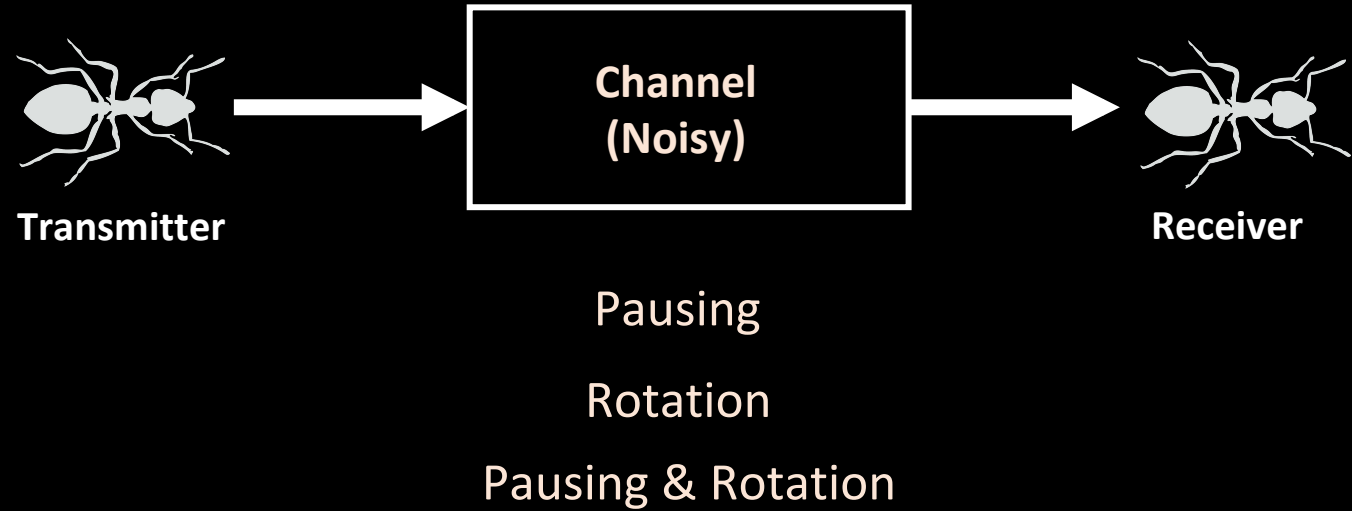 Channel
(Noisy)
Transmitter
Receiver
Pausing
Rotation
Pausing & Rotation